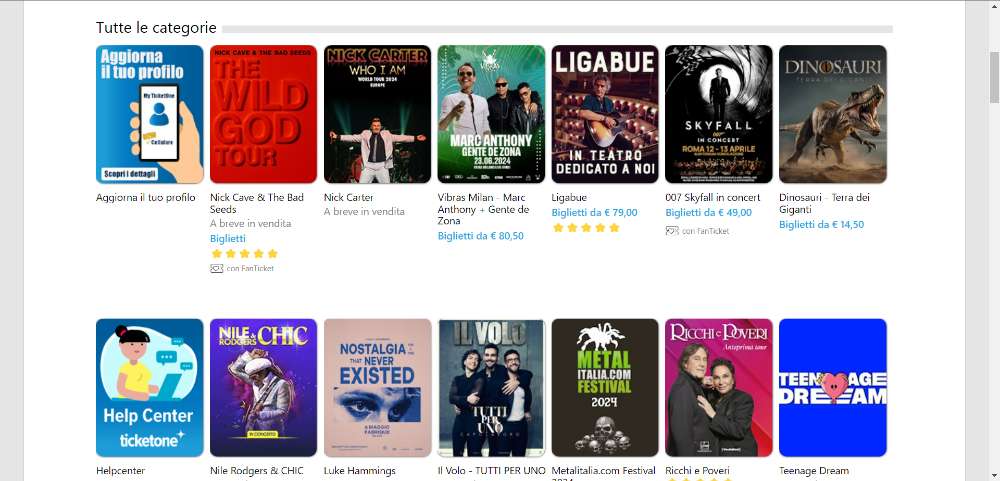 Tutte le categorie
Aggiorna
il tuo profilo
My TicketOne
NEW
Cellulare
Scopri i dettagli
Aggiorna il tuo profilo
NICK CAVE & THE BAD SEEDS
THE
WILD
GOD
TOUR
Nick Cave & The Bad
Seeds
A breve in vendita
Biglietti
con FanTicket
NICK CARTER
WHO I AM
WORLD TOUR 2024
EUROPE
Nick Carter
A breve in vendita
VIBRAS
MARC ANTHONY
GENTE DE ZONA
23.06.2024
FIERA MILANO LIVE
Vibras Milan - Marc
Anthony + Gente de
Zona
Biglietti da € 80,50
LIGABUE
IN TEATRO
DEDICATO A NOI
Ligabue
Biglietti da € 79,00
SKYFALL
007
IN CONCERT
ROMA 12 - 13 APRILE
AUDITORIUM CONCILIAZIONE
007 Skyfall in concert
Biglietti da € 49,00
con FanTicket
DINOSAURI
TERRA DEI GIGANTI
Dinosauri - Terra dei
Giganti
Biglietti da € 14,50
Help Center
ticketone
Helpcenter
NILE &
RODGERS CHIC
Nile Rodgers
IN CONCERTO
Nile Rodgers & CHIC
NOSTALGIA FOR A TIME
THAT NEVER
EXISTED
6 MAGGIO
FABRIQUE
MILANO
Luke Hammings
IL VOLO
TUTTI
PER
UNO
CAPOLAVORO
Il Volo - TUTTI PER UNO
METAL
ITALIA.COM
FESTIVAL
2024
Metalitalia.com Festival
2024
RICCHI e POVERI
Anteprima tour
Ricchi e Poveri
TEENAGE
DREAM
Teenage Dream